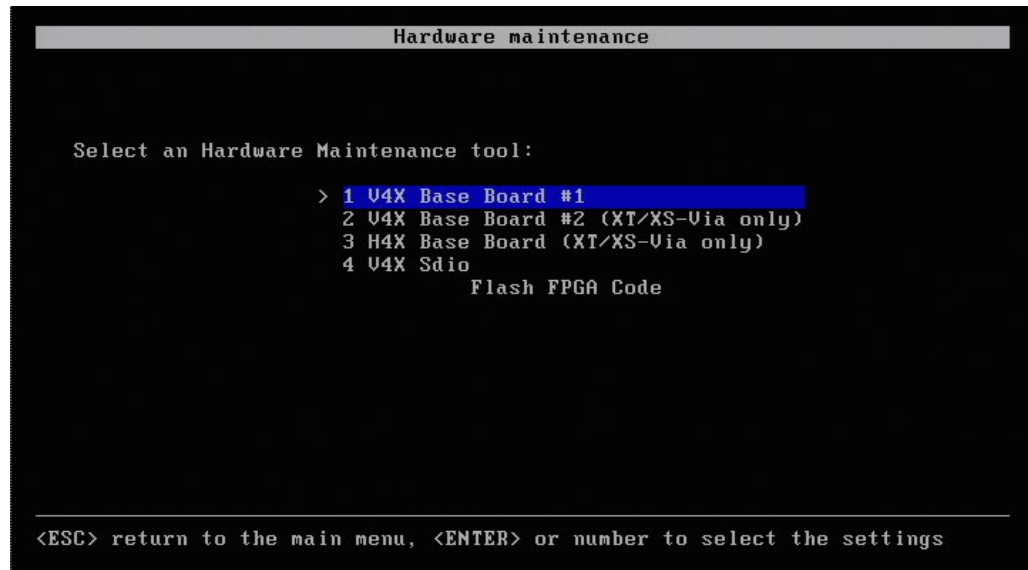 Hardware maintenance
Select an Hardware Maintenance tool:
> 1 V4X Base Board #1
2 V4X Base Board #2 (XT/XS-Via only)
3 H4X Base Board (XT/XS-Via only)
4 V4X Sdio
Flash FPGA Code
<ESC> return to the main menu, <ENTER> or number to select the settings